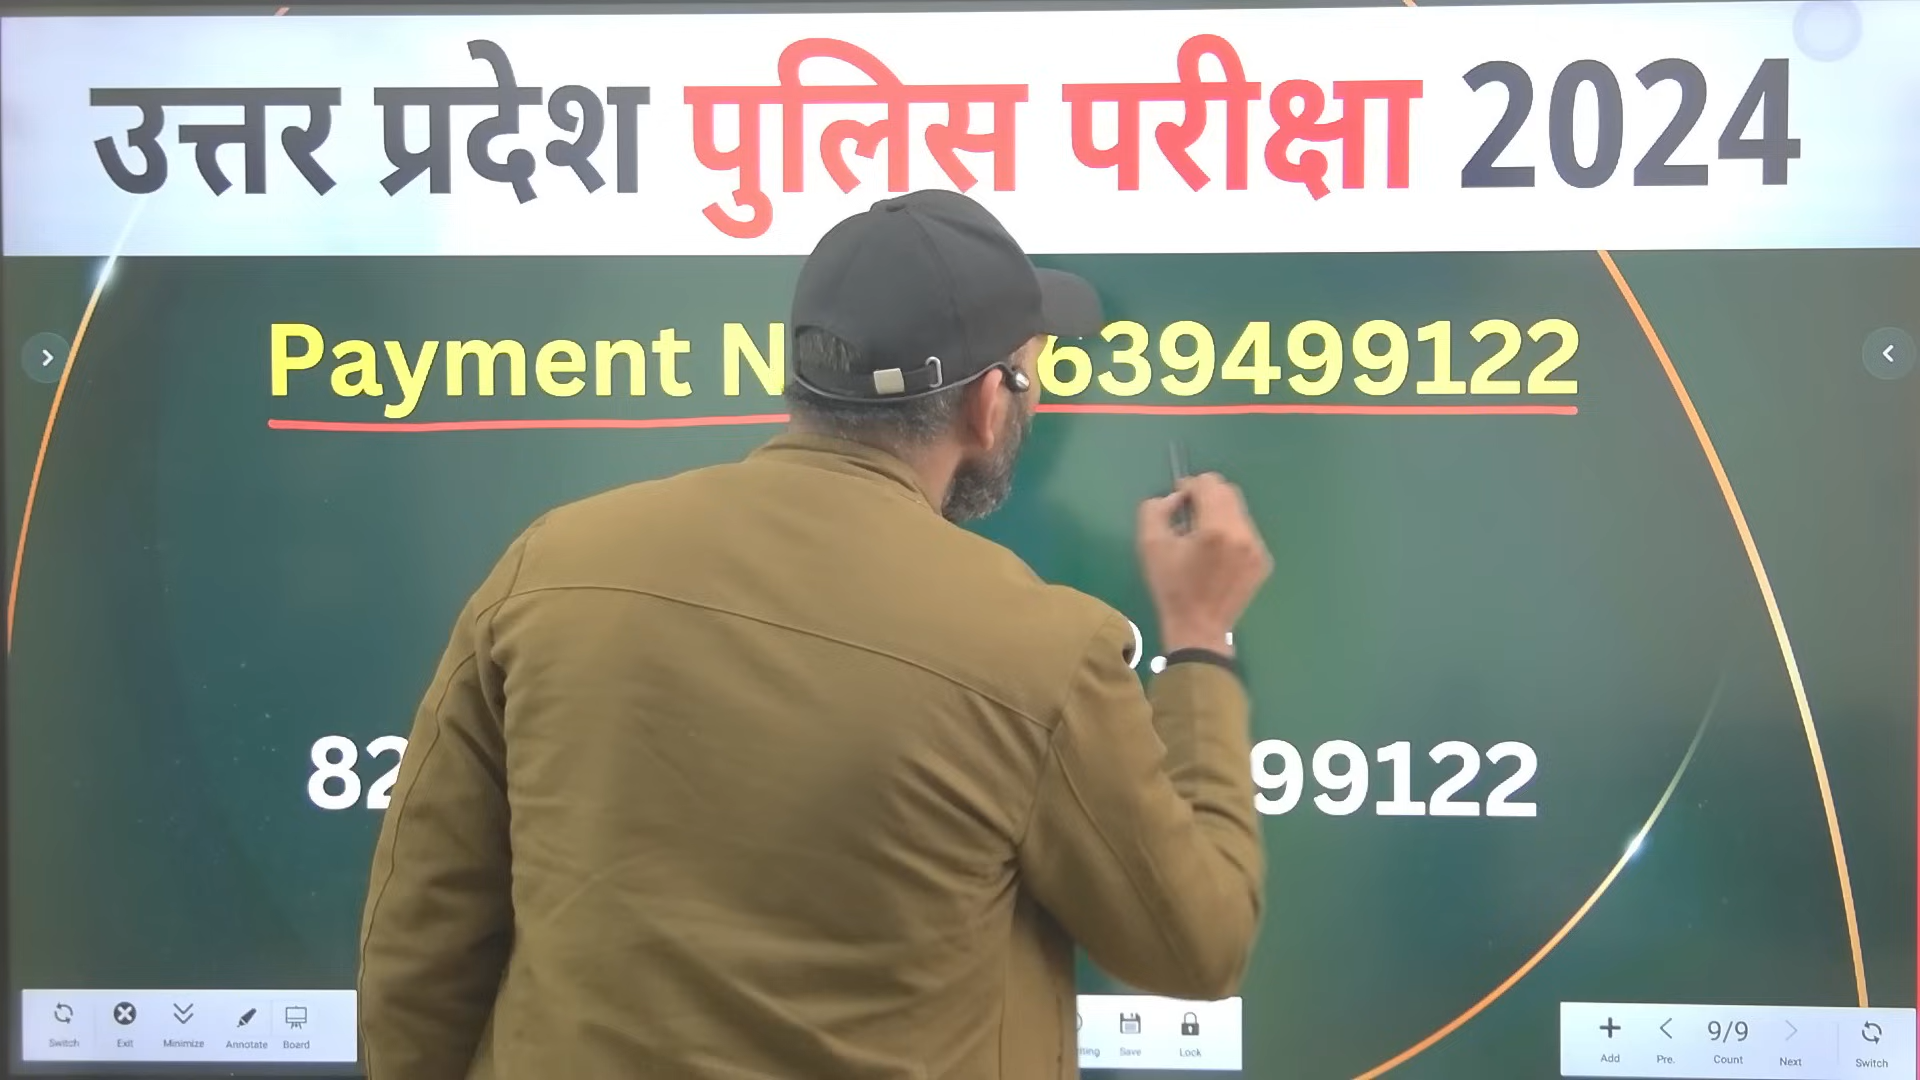 उत्तर प्रदेश पुलिस परीक्षा 2024
Payment 639499122
82 99122
Switch Exit Minimize Annotate Board Save Lock Add Pre. 9/9 Count Next Switch